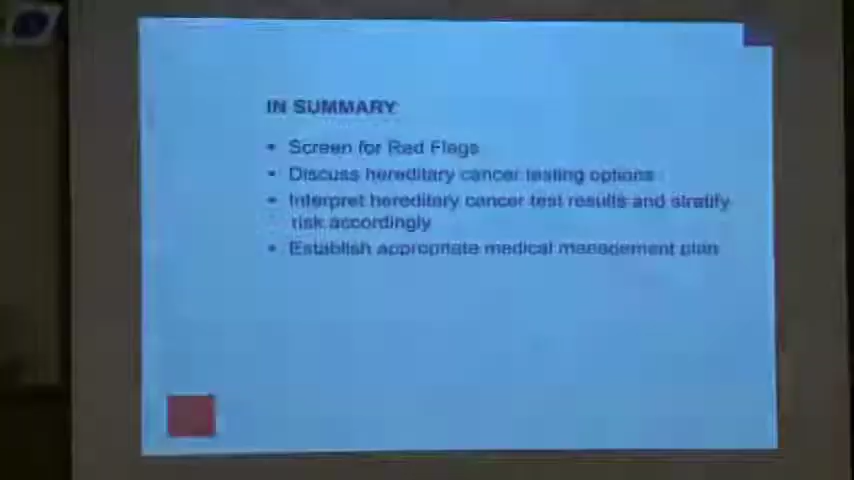 IN SUMMARY
• Screen for Red Flags
• Discuss hereditary cancer testing options
• Interpret hereditary cancer test results and stratify
risk accordingly
• Establish appropriate medical management plan